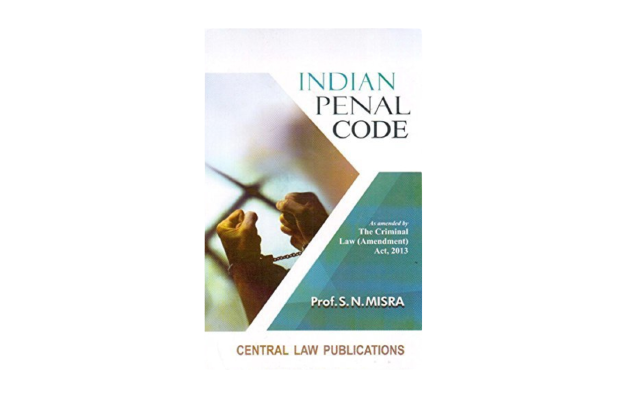 INDIAN
PENAL
CODE
As amended by
The Criminal
Law (Amendment)
Act, 2013
Prof. S. N. MISRA
CENTRAL LAW PUBLICATIONS